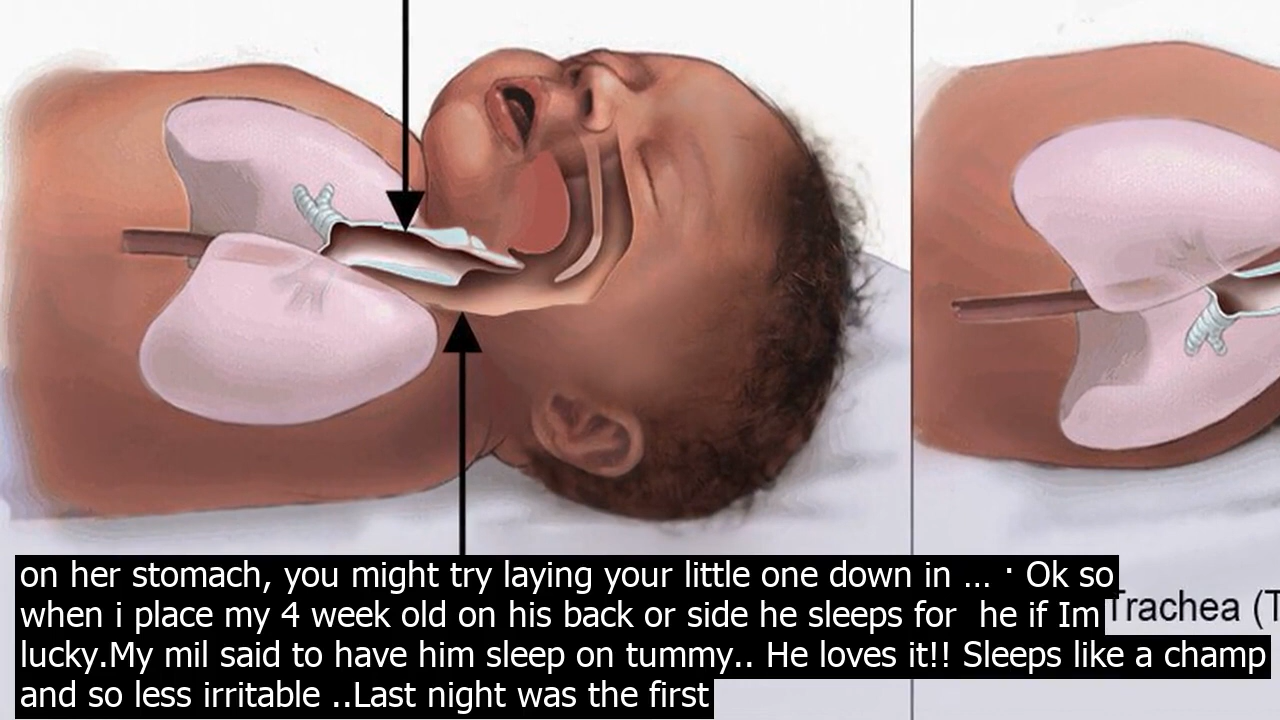 on her stomach, you might try laying your little one down in ... · Ok so
when i place my 4 week old on his back or side he sleeps for  he if Im
Trachea (T
lucky.My mil said to have him sleep on tummy.. He loves it!! Sleeps like a champ
and so less irritable ..Last night was the first